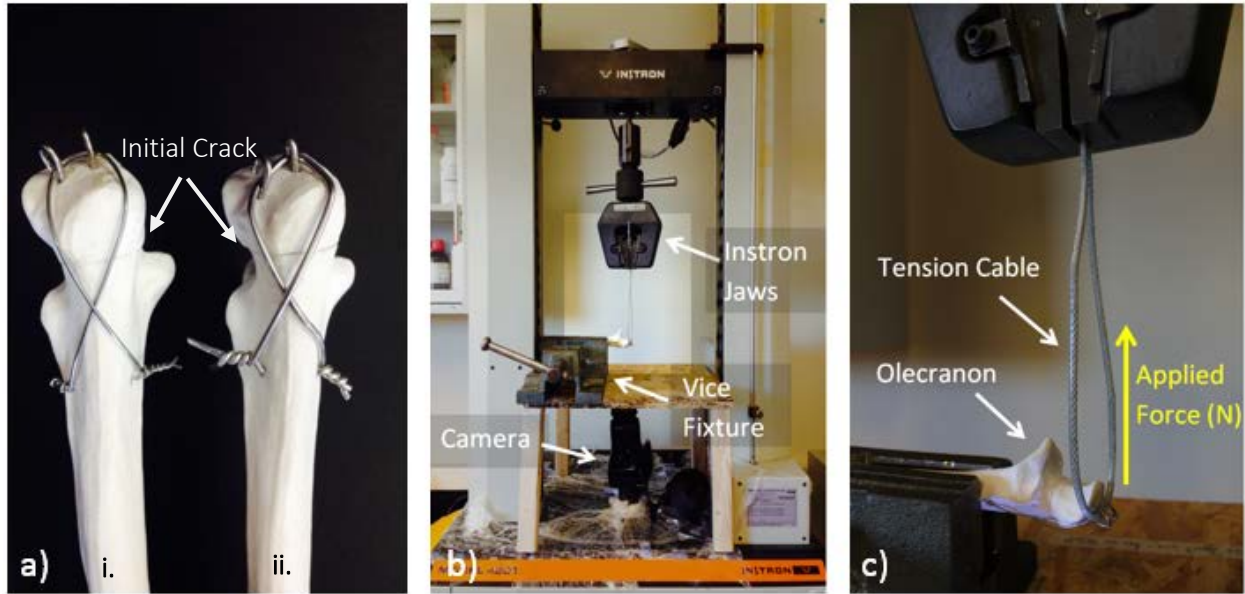 Initial Crack
a)
i.
ii.
INSTRON
Instron
Jaws
Vice
Fixture
Camera
b)
INSTRON
Tension Cable
Olecranon
Applied
Force (N)
c)